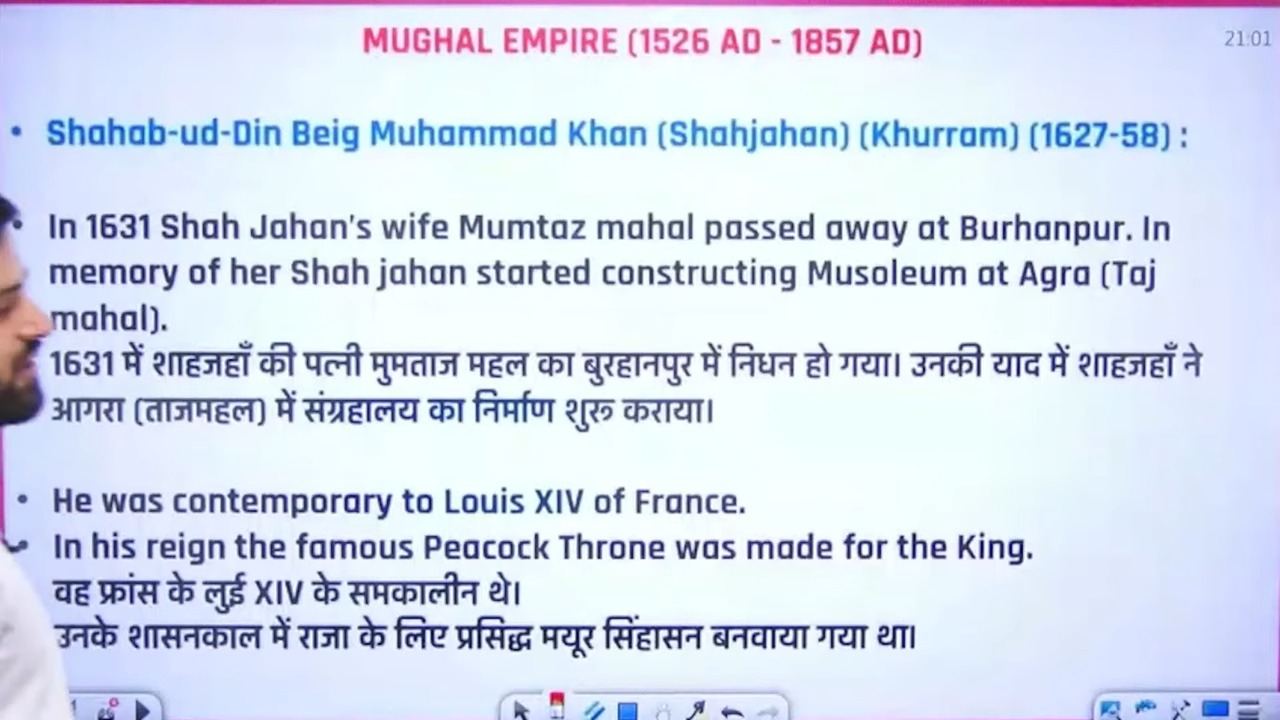 MUGHAL EMPIRE (1526 AD - 1857 AD)
21:01
• Shahab-ud-Din Beig Muhammad Khan (Shahjahan) (Khurram) (1627-58) :
• In 1631 Shah Jahan's wife Mumtaz mahal passed away at Burhanpur. In
memory of her Shah jahan started constructing Musoleum at Agra (Taj
mahal).
1631 में शाहजहाँ की पत्नी मुमताज महल का बुरहानपुर में निधन हो गया। उनकी याद में शाहजहाँ ने
आगरा (ताजमहल) में संग्रहालय का निर्माण शुरू कराया।
• He was contemporary to Louis XIV of France.
• In his reign the famous Peacock Throne was made for the King.
वह फ्रांस के लुई XIV के समकालीन थे।
उनके शासनकाल में राजा के लिए प्रसिद्ध मयूर सिंहासन बनवाया गया था।